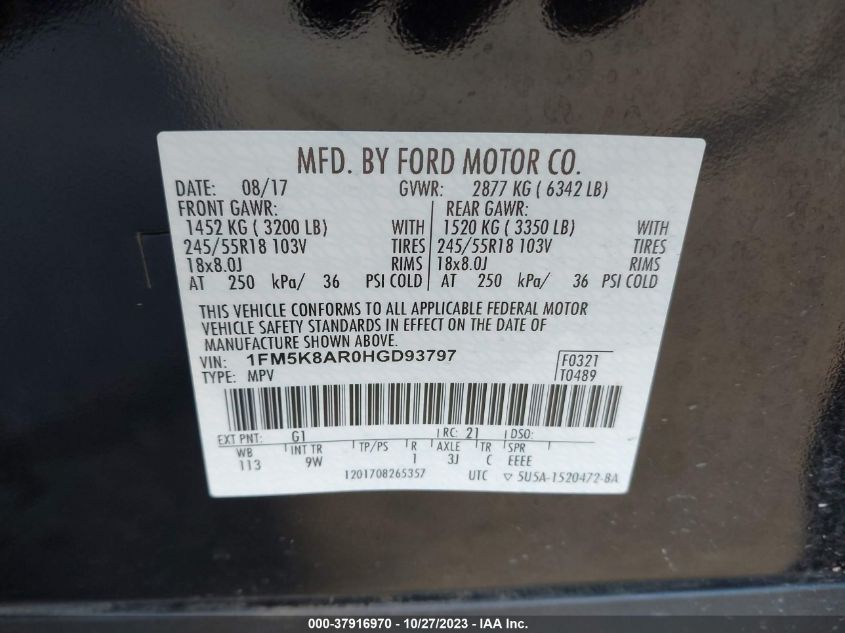 MFD. BY FORD MOTOR CO.
DATE: 08/17 GVWR: 2877 KG ( 6342 LB)
FRONT GAWR: REAR GAWR:
1452 KG ( 3200 LB) WITH 1520 KG ( 3350 LB) WITH
245/55R18 103V TIRES 245/55R18 103V TIRES
18x8.0J RIMS 18x8.0J RIMS
AT 250 kPa/ 36 PSI COLD AT 250 kPa/ 36 PSI COLD
THIS VEHICLE CONFORMS TO ALL APPLICABLE FEDERAL MOTOR
VEHICLE SAFETY STANDARDS IN EFFECT ON THE DATE OF
MANUFACTURE SHOWN ABOVE.
VIN: 1FM5K8AR0HGD93797 F0321
TYPE: MPV T0489
EXT PNT: G1 RC: 21 DSO:
WB INT TR TP/PS R AXLE TR SPR
113 9W 1 3J C EEEE
1201708265357 UTC ▽ 5U5A-1520472-BA
000-37916970 - 10/27/2023 - IAA Inc.